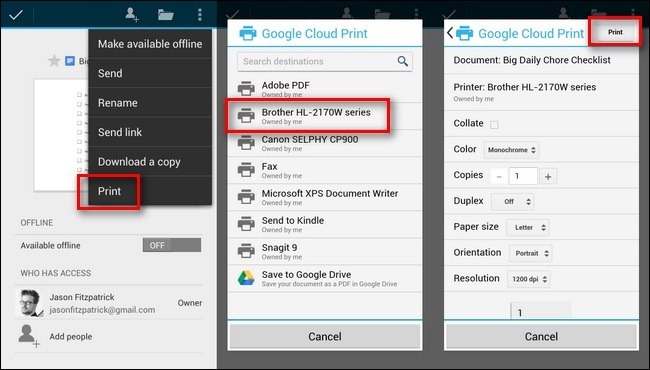 Make available offline
Big
Send
Rename
Send link
Download a copy
Print
OFFLINE
Available offline
OFF
WHO HAS ACCESS
Jason Fitzpatrick
Owner
jasonfitzpatrick@gmail.com
Add people
Google Cloud Print
Search destinations
Adobe PDF
Owned by me
Brother HL-2170W series
Owned by me
Canon SELPHY CP900
Owned by me
Fax
Owned by me
Microsoft XPS Document Writer
Owned by me
Send to Kindle
Owned by me
Snagit 9
Owned by me
Save to Google Drive
Save your document as a PDF in Google Drive
Cancel
Google Cloud Print
Print
Document: Big Daily Chore Checklist
Printer: Brother HL-2170W series
Owned by me
Collate
Color Monochrome
Copies - 1 +
Duplex Off
Paper size Letter
Orientation Portrait
Resolution 1200 dpi
1
Cancel